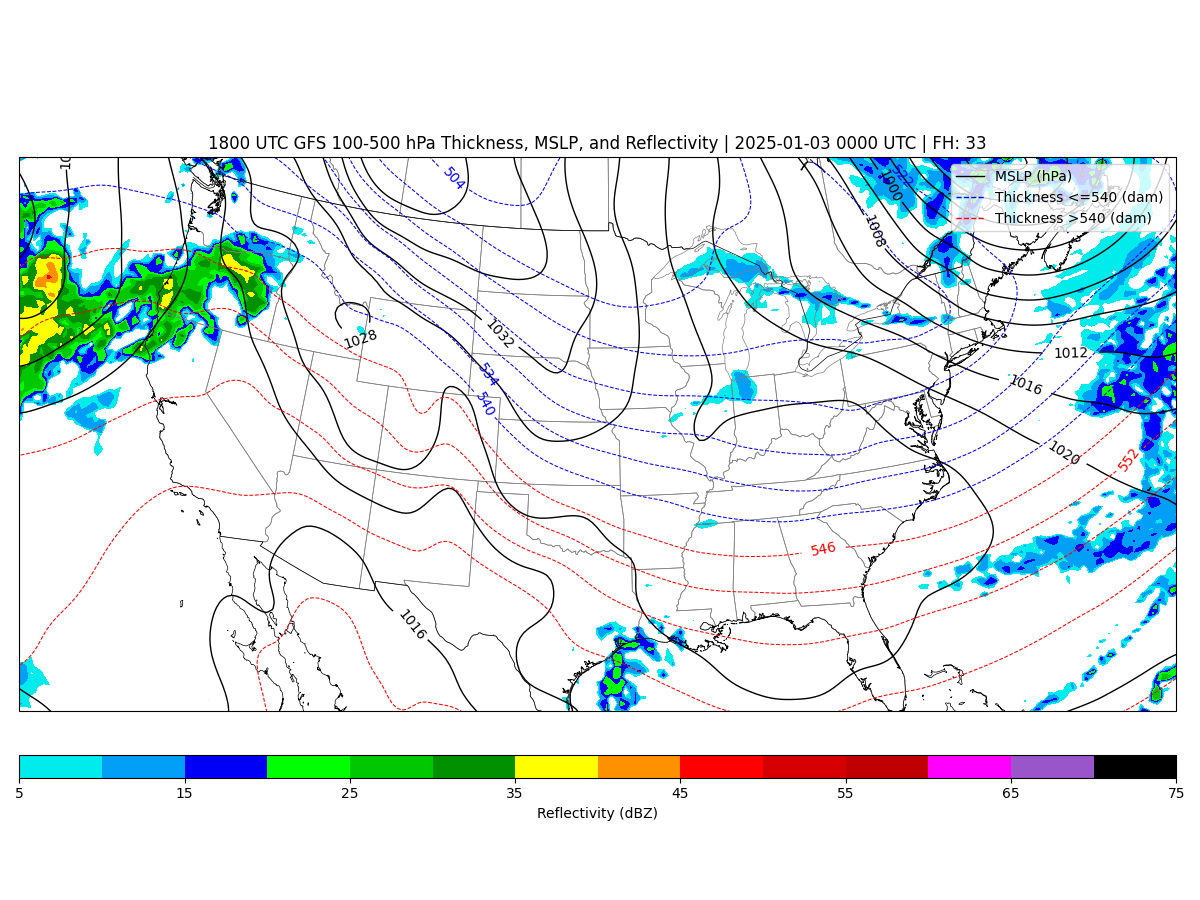 1800 UTC GFS 100-500 hPa Thickness, MSLP, and Reflectivity | 2025-01-03 0000 UTC | FH: 33
MSLP (hPa)
Thickness <=540 (dam)
Thickness >540 (dam)
10
504
522
1000
1008
1032
1028
534
540
1012
1016
1020
552
546
1016
5 15 25 35 45 55 65 75
Reflectivity (dBZ)